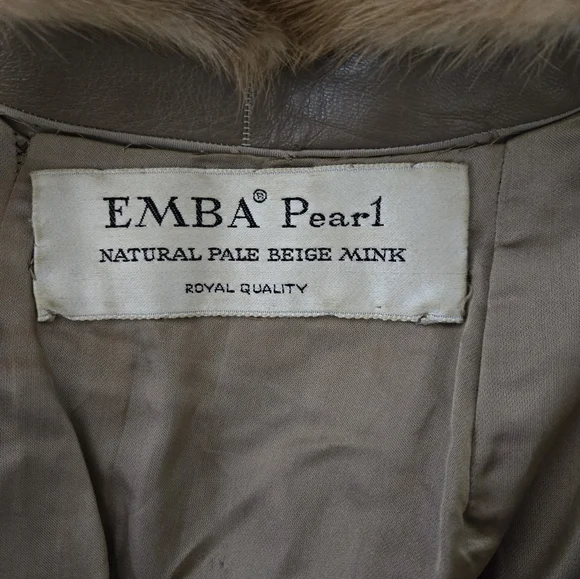 EMBA® Pearl
NATURAL PALE BEIGE MINK
ROYAL QUALITY